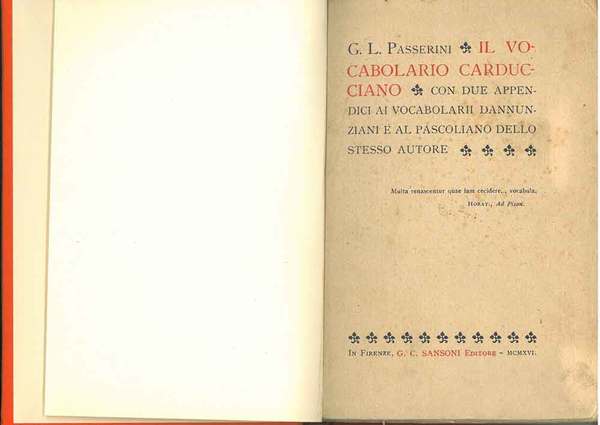 G. L. PASSERINI IL VO-
CABOLARIO CARDUC-
CIANO CON DUE APPEN-
DICI AI VOCABOLARII DANNUN-
ZIANI E AL PASCOLIANO DELLO
STESSO AUTORE
Multa renascentur quae iam cecidere... vocabula.
HORAT., Ad Pison.
IN FIRENZE, G. C. SANSONI EDITORE - MCMXVI.